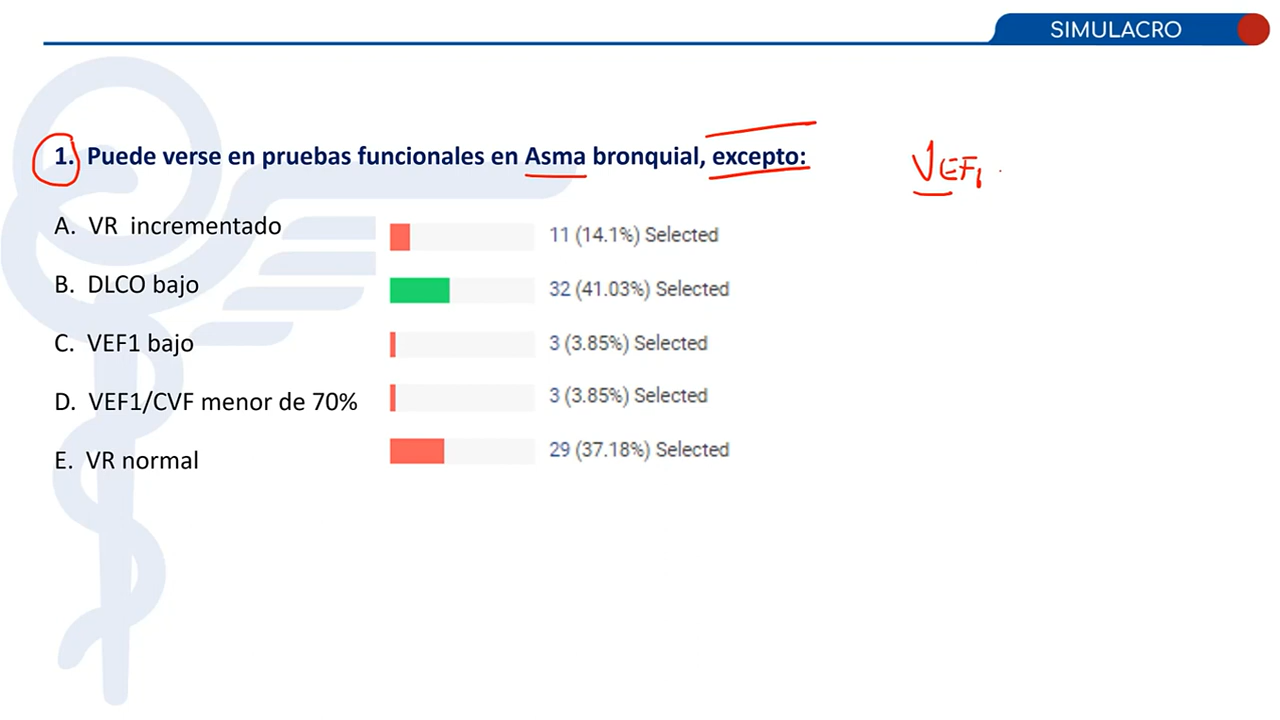 SIMULACRO
1. Puede verse en pruebas funcionales en Asma bronquial, excepto:
VEF1
A. VR incrementado
11 (14.1%) Selected
B. DLCO bajo
32 (41.03%) Selected
C. VEF1 bajo
3 (3.85%) Selected
D. VEF1/CVF menor de 70%
3 (3.85%) Selected
E. VR normal
29 (37.18%) Selected